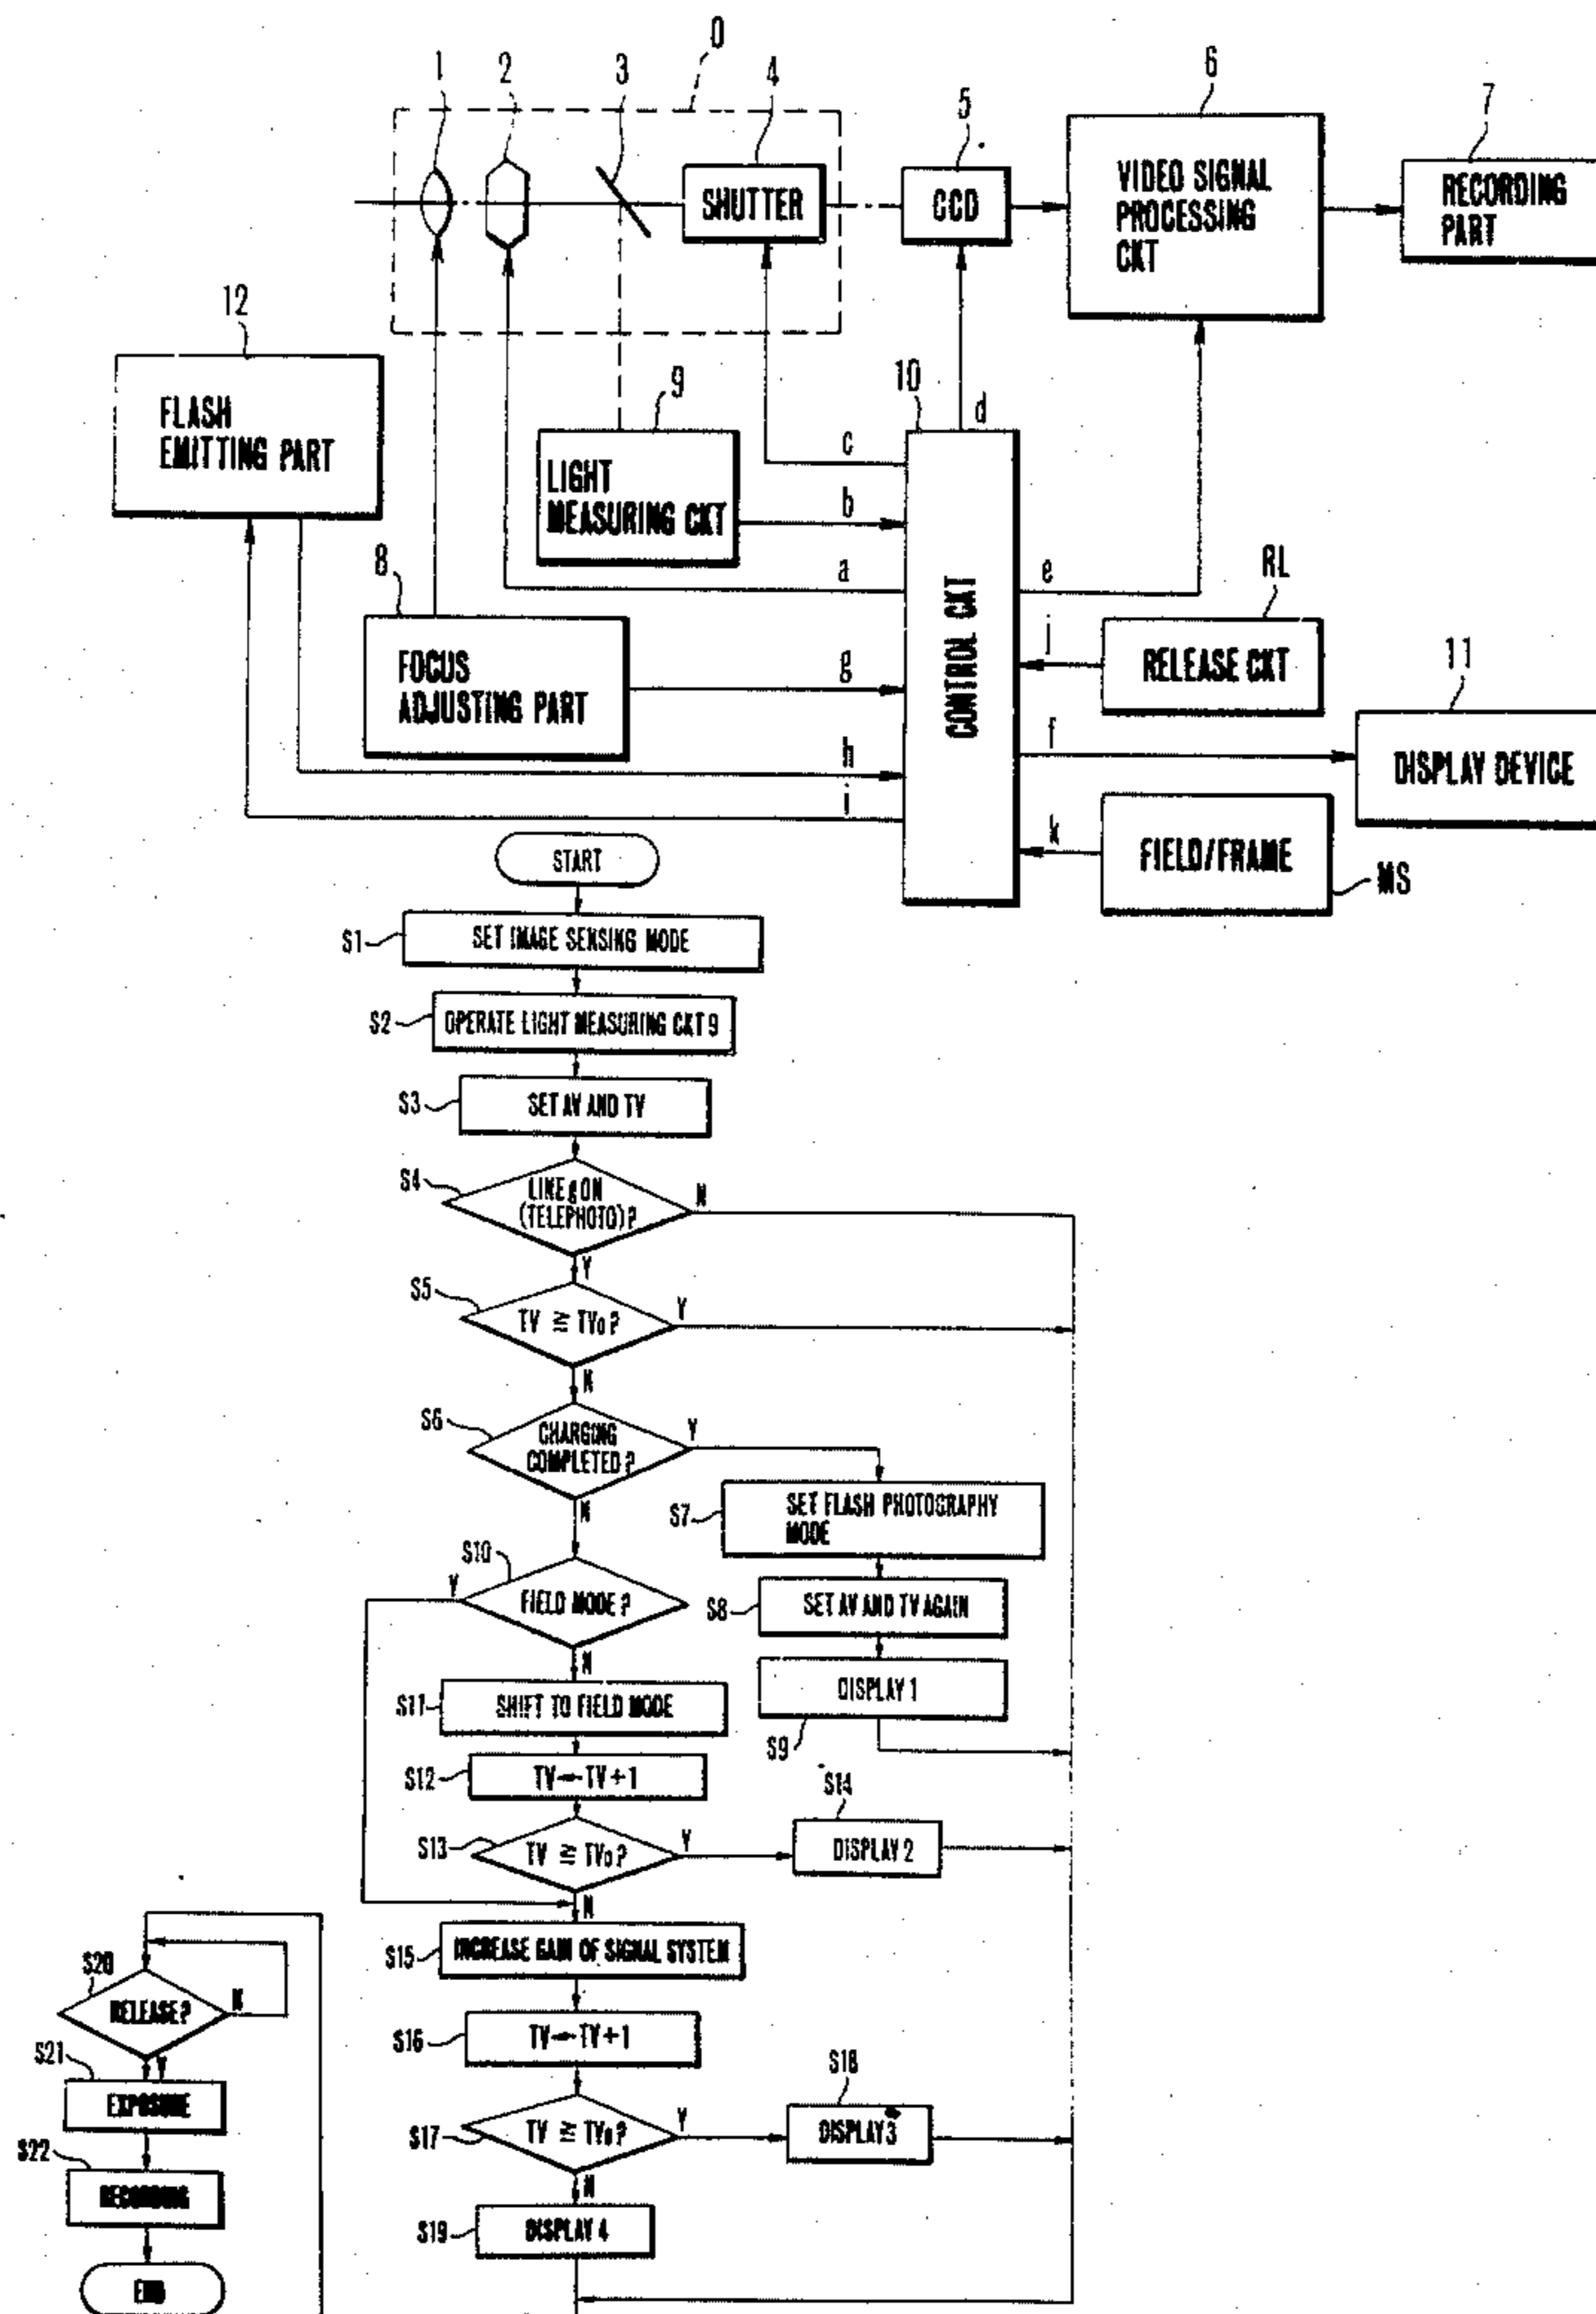 0
1
2
3
4
5
6
7
SHUTTER
CCD
VIDEO SIGNAL
PROCESSING
CKT
RECORDING
PART
12
FLASH
EMITTING PART
9
LIGHT
MEASURING CKT
10
CONTROL CKT
c
d
b
a
e
8
FOCUS
ADJUSTING PART
g
h
i
j
RL
RELEASE CKT
f
11
DISPLAY DEVICE
k
FIELD/FRAME
MS
START
S1
SET IMAGE SENSING MODE
S2
OPERATE LIGHT MEASURING CKT 9
S3
SET AV AND TV
S4
LINE g ON
(TELEPHOTO)?
N
Y
S5
TV ≧ TV0?
Y
N
S6
CHARGING
COMPLETED?
Y
N
S7
SET FLASH PHOTOGRAPHY
MODE
S8
SET AV AND TV AGAIN
DISPLAY 1
S9
S10
FIELD MODE?
Y
N
S11
SHIFT TO FIELD MODE
S12
TV←TV+1
S13
TV ≧ TV0?
Y
N
S14
DISPLAY 2
S15
INCREASE GAIN OF SIGNAL SYSTEM
S16
TV←TV+1
S17
TV ≧ TV0?
Y
N
S18
DISPLAY 3
S19
DISPLAY 4
S20
RELEASE?
N
Y
S21
EXPOSURE
S22
RECORDING
END